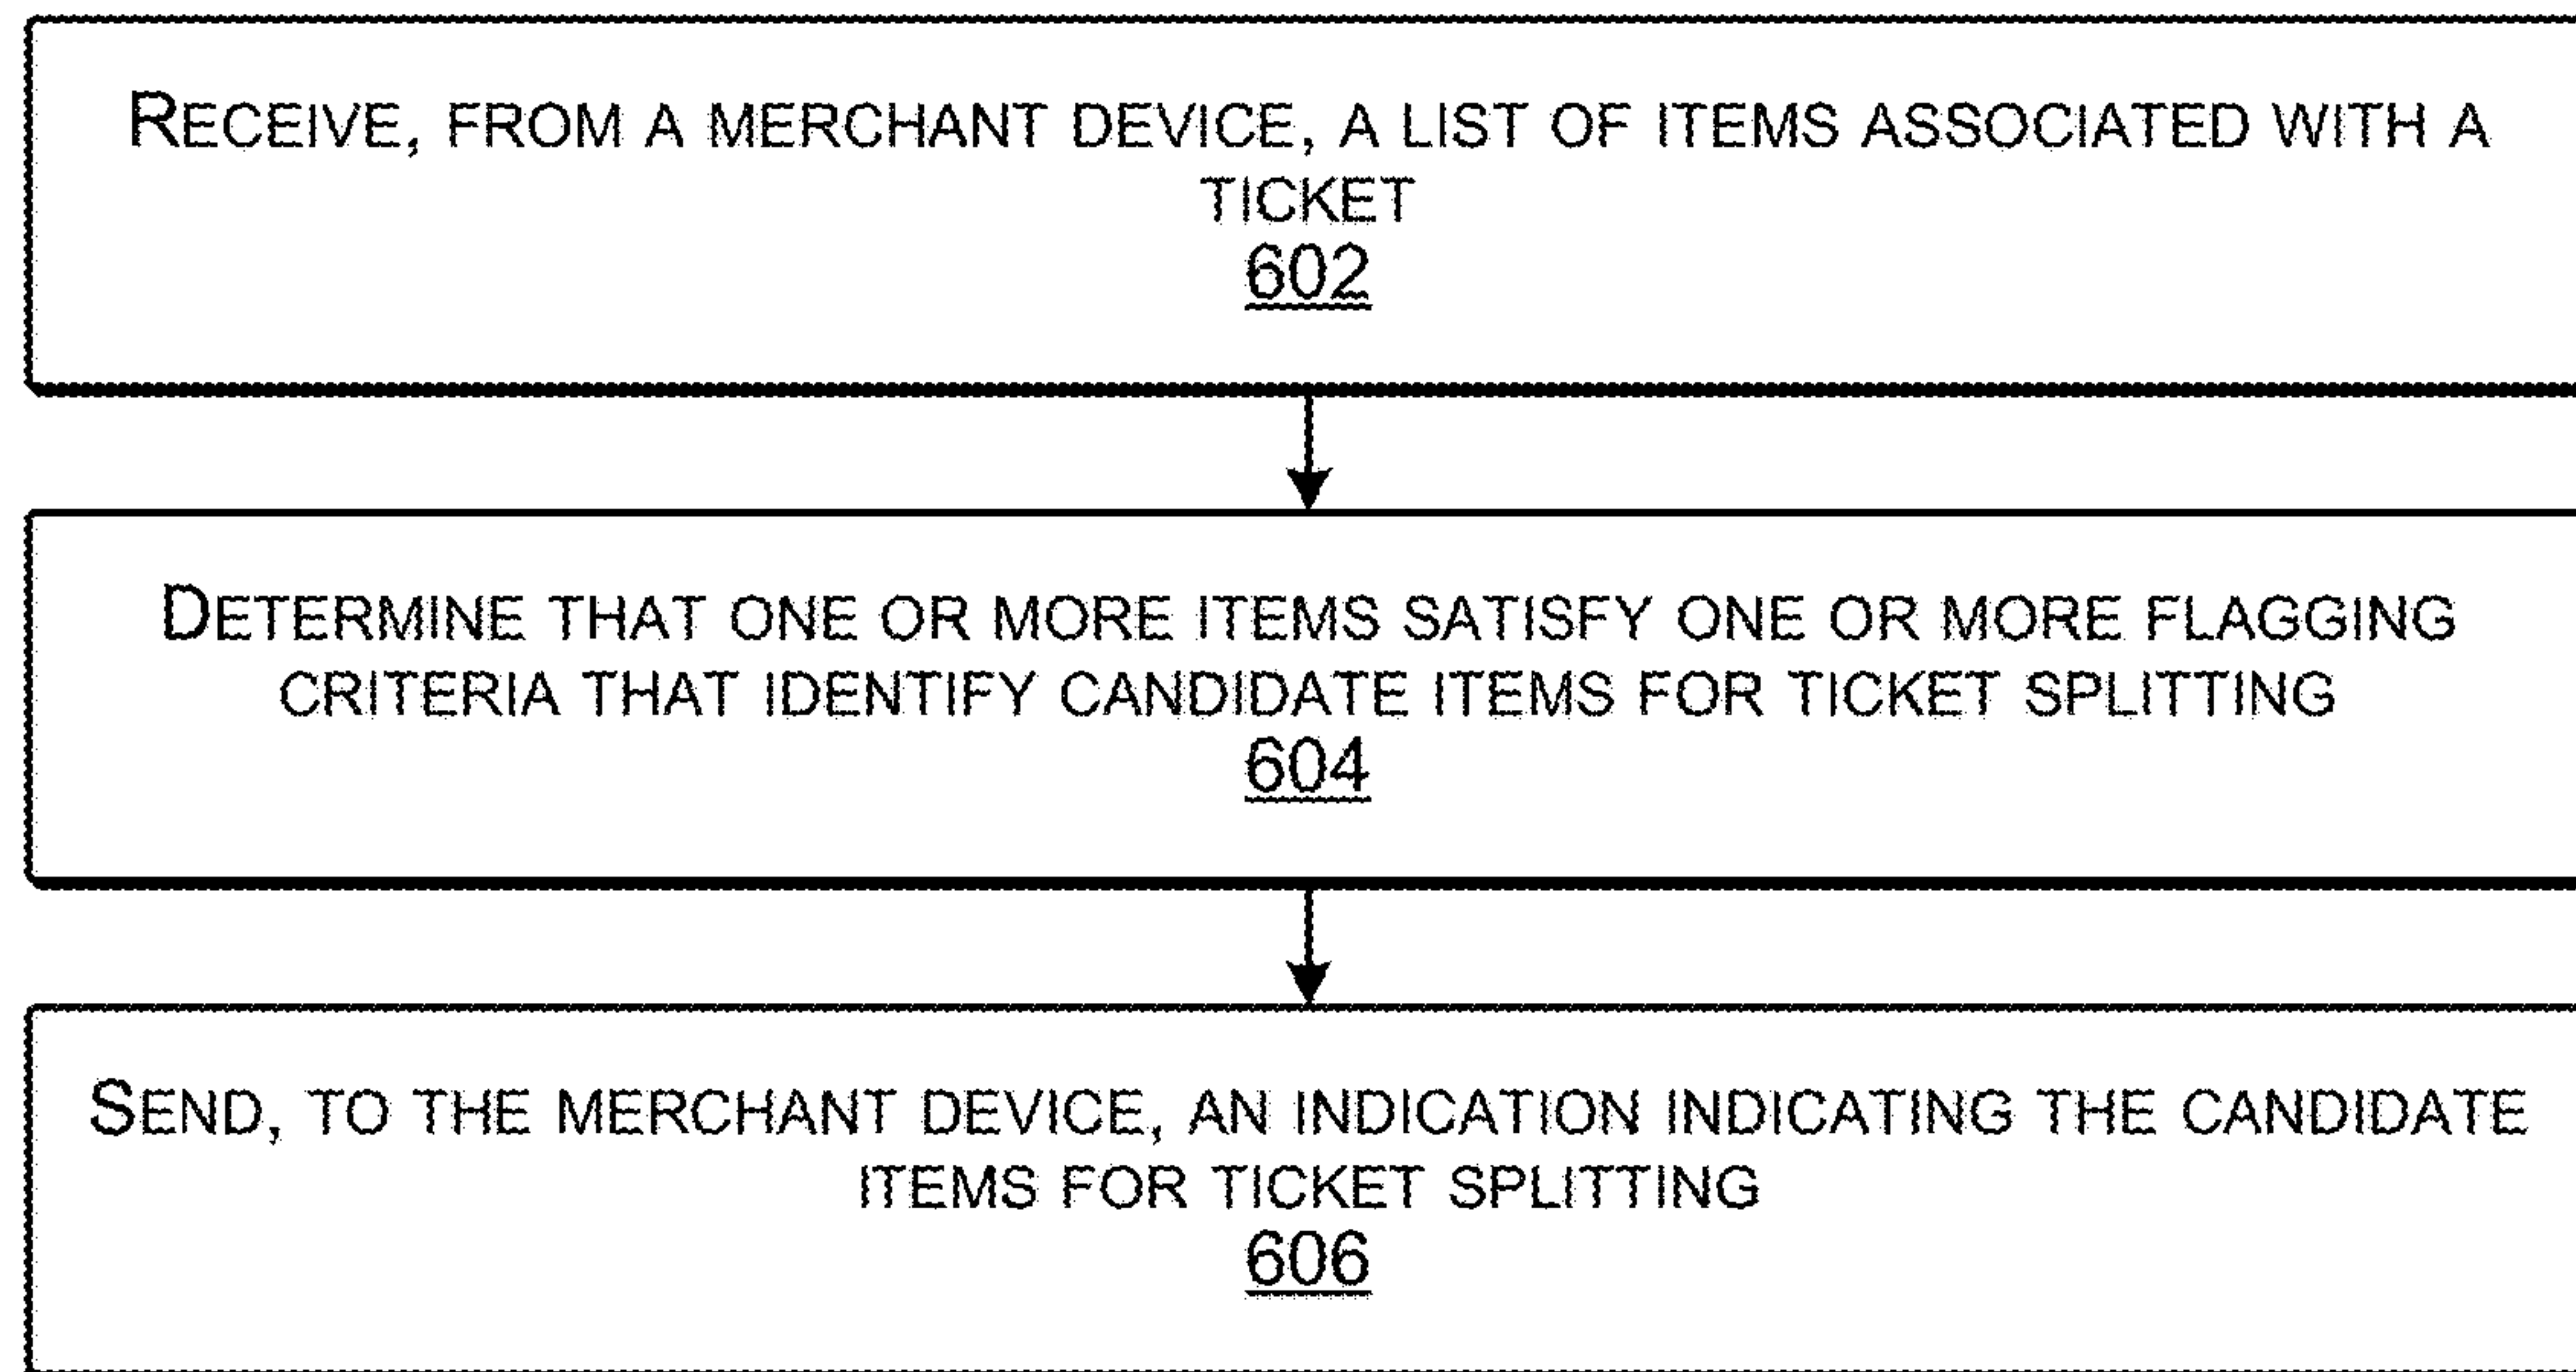 RECEIVE, FROM A MERCHANT DEVICE, A LIST OF ITEMS ASSOCIATED WITH A
TICKET
602
DETERMINE THAT ONE OR MORE ITEMS SATISFY ONE OR MORE FLAGGING
CRITERIA THAT IDENTIFY CANDIDATE ITEMS FOR TICKET SPLITTING
604
SEND, TO THE MERCHANT DEVICE, AN INDICATION INDICATING THE CANDIDATE
ITEMS FOR TICKET SPLITTING
606